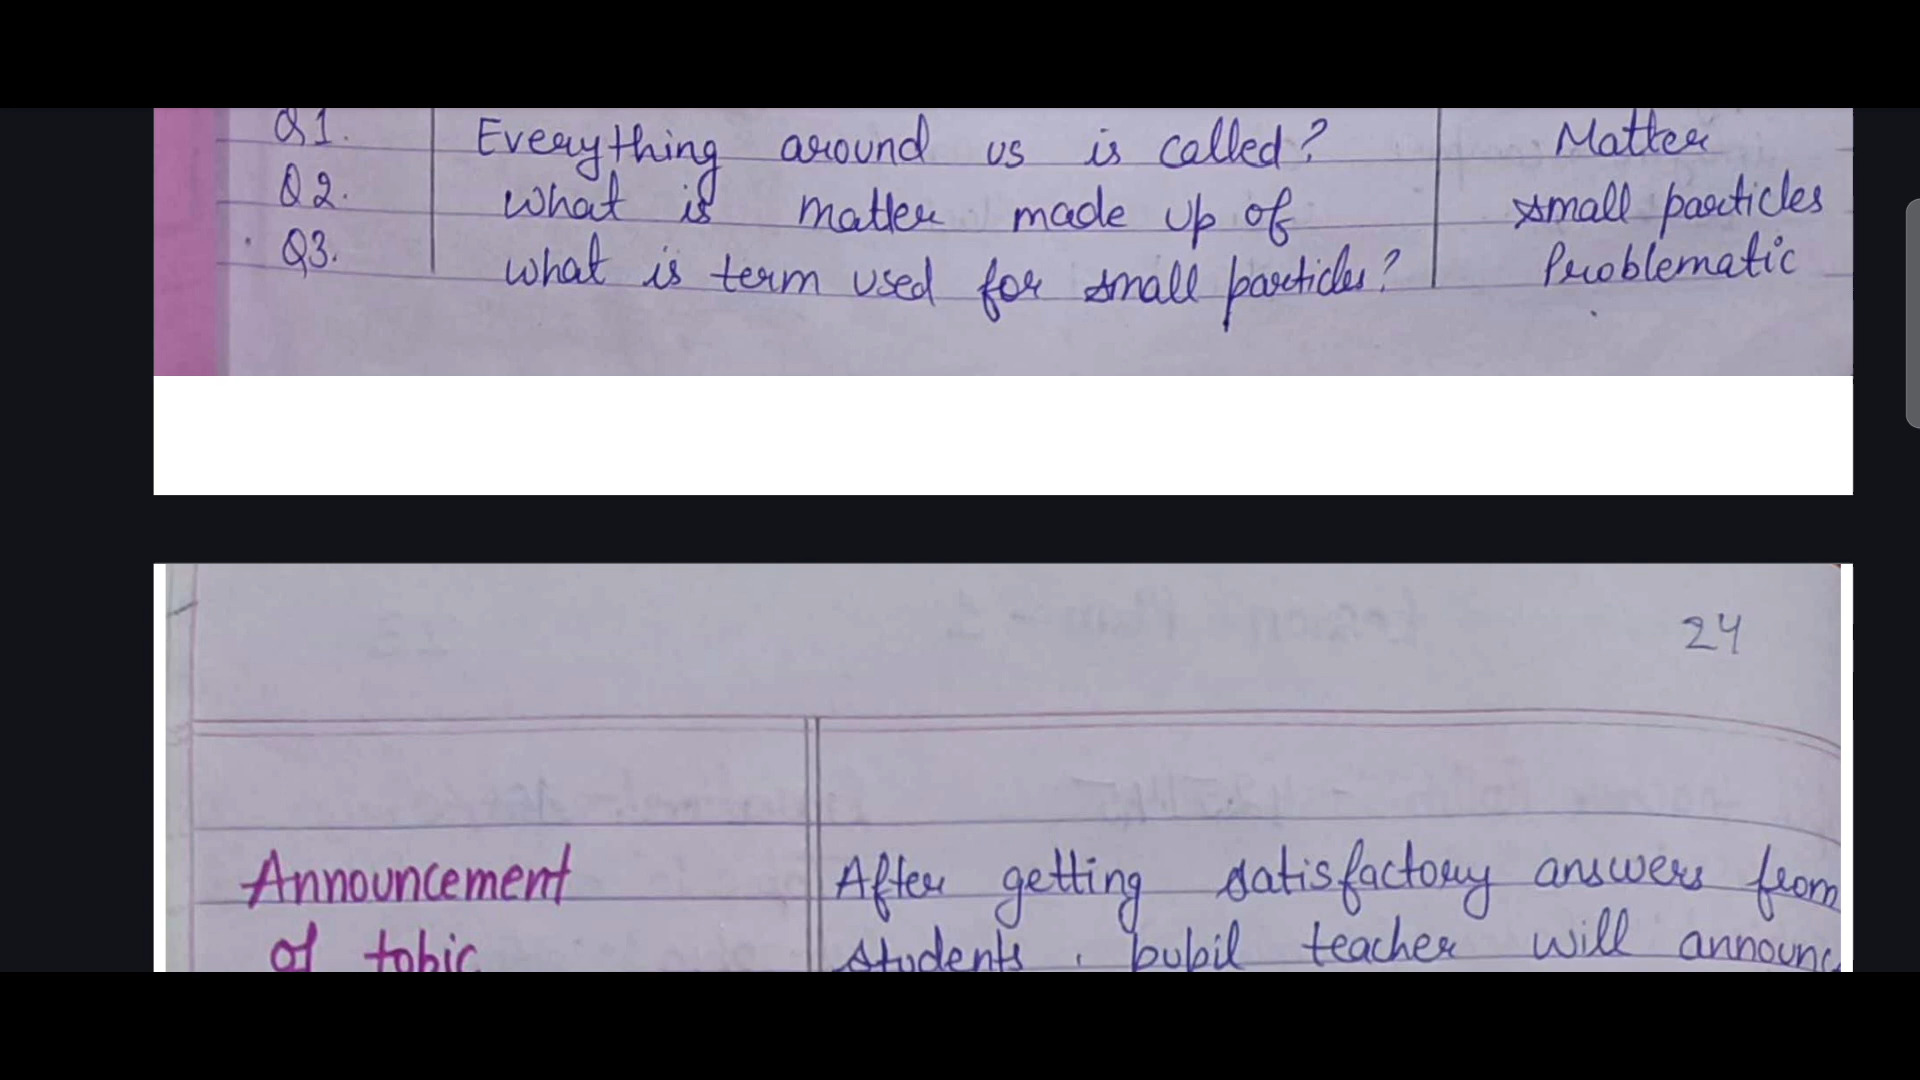 Q1. Everything around us is called? Matter
Q2. What is matter made up of small particles
Q3. What is term used for small particles? Problematic
24
Announcement After getting satisfactory answers from
of topic students, pupil teacher will announc